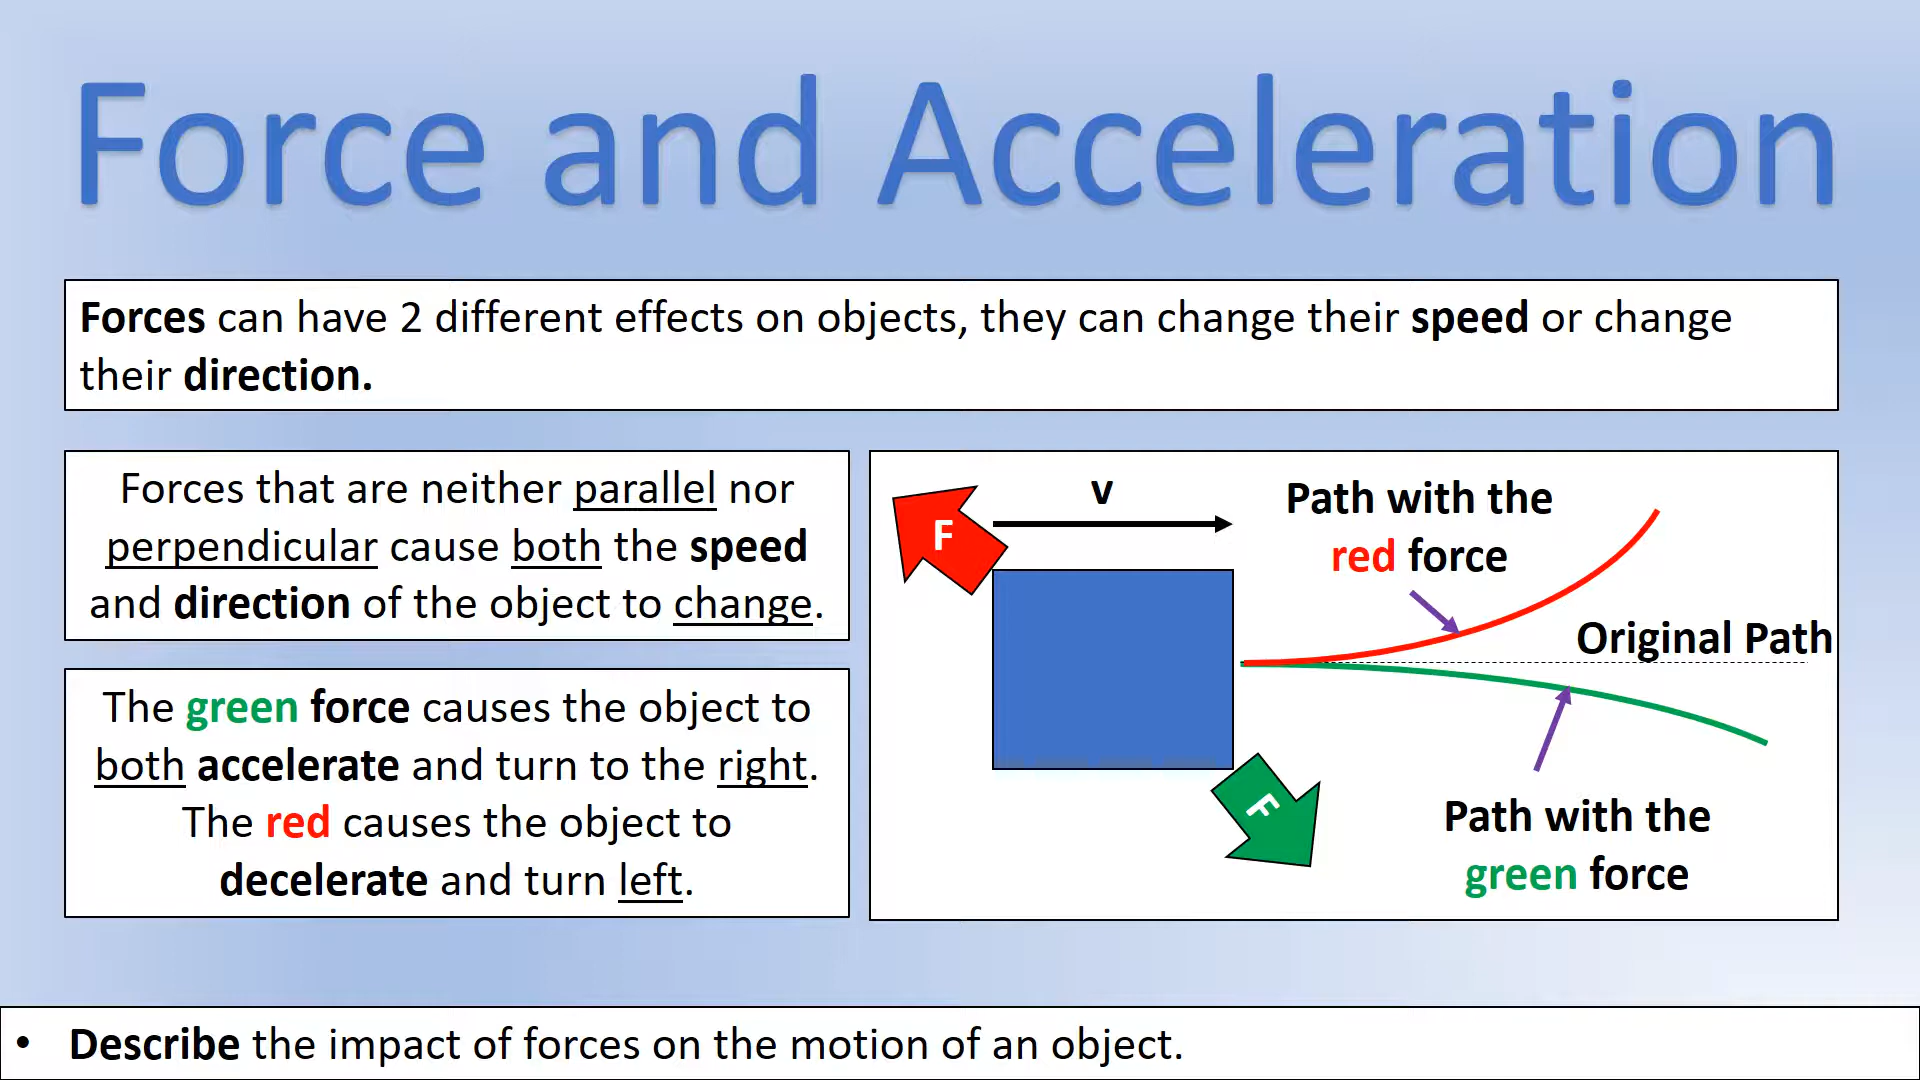 Force and Acceleration
Forces can have 2 different effects on objects, they can change their speed or change
their direction.
Forces that are neither parallel nor
perpendicular cause both the speed
and direction of the object to change.
The green force causes the object to
both accelerate and turn to the right.
The red causes the object to
decelerate and turn left.
F
v
Path with the
red force
Original Path
F
Path with the
green force
• Describe the impact of forces on the motion of an object.